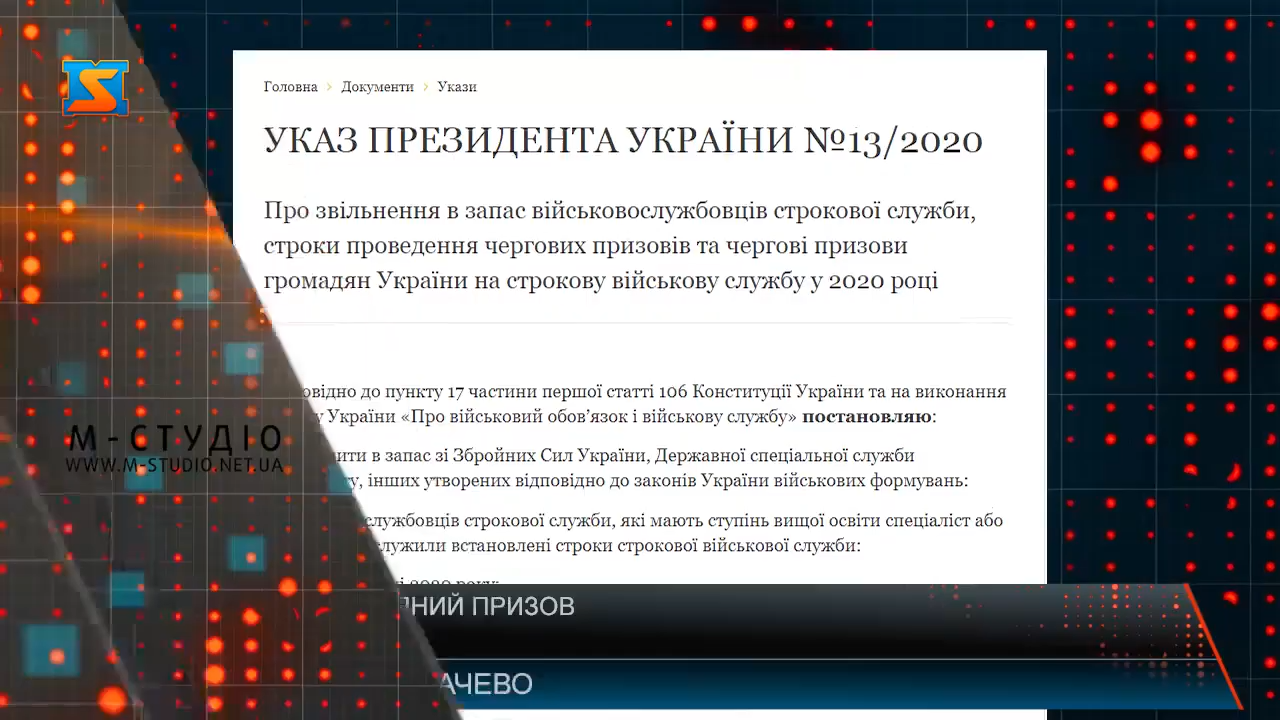 Головна > Документи > Укази
УКАЗ ПРЕЗИДЕНТА УКРАЇНИ №13/2020
Про звільнення в запас військовослужбовців строкової служби,
строки проведення чергових призовів та чергові призови
громадян України на строкову військову службу у 2020 році
овідно до пункту 17 частини першої статті 106 Конституції України та на виконання
у України «Про військовий обов’язок і військову службу» постановляю:
М-СТУДІО
WWW.M-STUDIO.NET.UA
ити в запас зі Збройних Сил України, Державної спеціальної служби
у, інших утворених відповідно до законів України військових формувань:
службовців строкової служби, які мають ступінь вищої освіти спеціаліст або
служили встановлені строки строкової військової служби:
і 2020 року:
ДНИЙ ПРИЗОВ
АЧЕВО